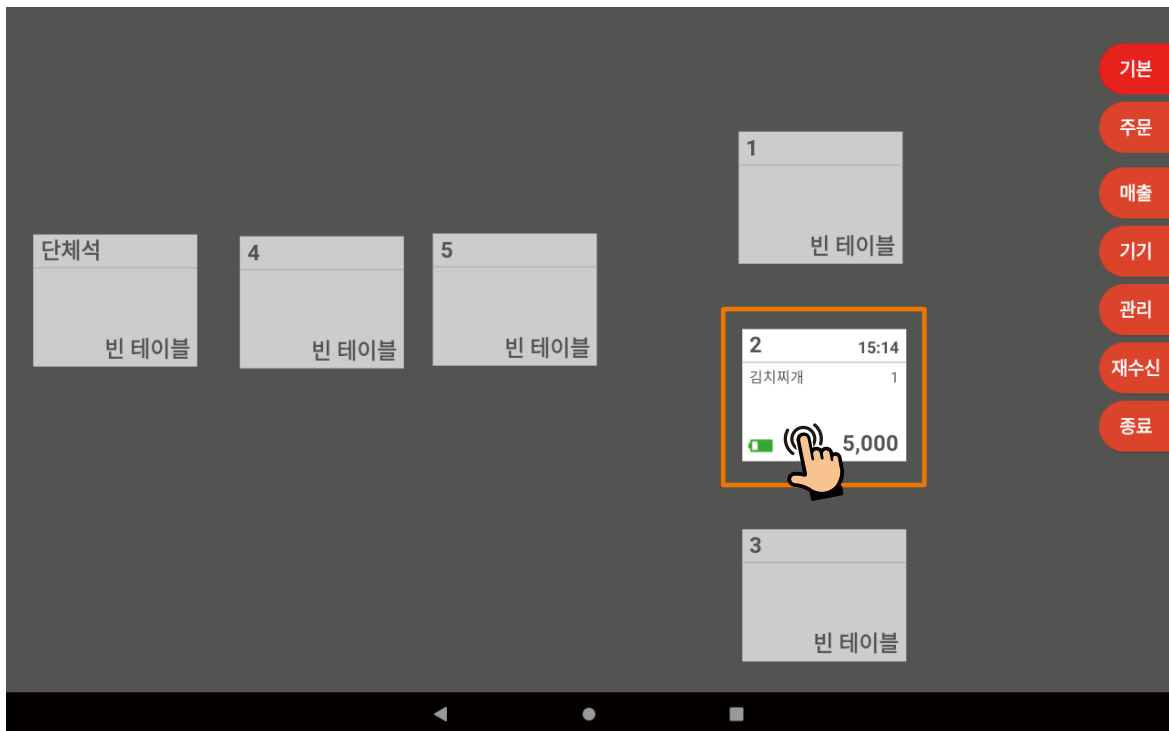 단체석
빈 테이블
4
빈 테이블
5
빈 테이블
1
빈 테이블
2 15:14
김치찌개 1
5,000
3
빈 테이블
기본
주문
매출
기기
관리
재수신
종료